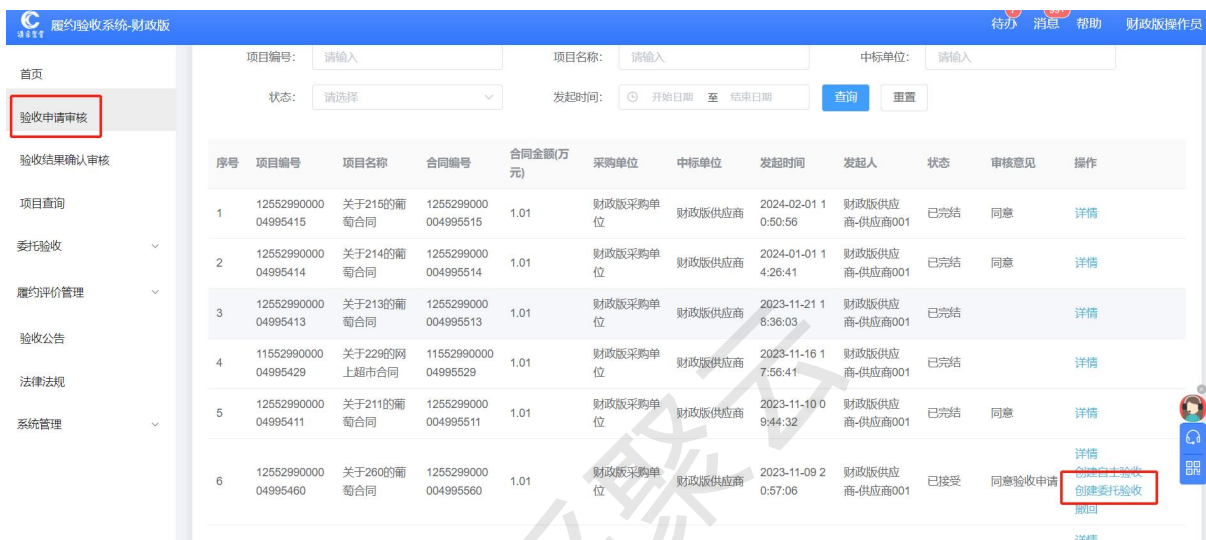 履约验收系统-财政版
待办 消息 帮助 财政版操作员
首页
验收申请审核
验收结果确认审核
项目查询
委托验收
履约评价管理
验收公告
法律法规
系统管理
项目编号： 请输入 项目名称： 请输入 中标单位： 请输入
状态： 请选择 发起时间： 开始日期 至 结束日期 查询 重置
序号 项目编号 项目名称 合同编号 合同金额(万元) 采购单位 中标单位 发起时间 发起人 状态 审核意见 操作
1 1255299000004995415 关于215的葡萄合同 1255299000004995515 1.01 财政版采购单位 财政版供应商 2024-02-01 10:50:56 财政版供应商-供应商001 已完结 同意 详情
2 1255299000004995414 关于214的葡萄合同 1255299000004995514 1.01 财政版采购单位 财政版供应商 2024-01-01 14:26:41 财政版供应商-供应商001 已完结 同意 详情
3 1255299000004995413 关于213的葡萄合同 1255299000004995513 1.01 财政版采购单位 财政版供应商 2023-11-21 18:36:03 财政版供应商-供应商001 已完结 详情
4 1155299000004995429 关于229的网上超市合同 1155299000004995529 1.01 财政版采购单位 财政版供应商 2023-11-16 17:56:41 财政版供应商-供应商001 已完结 详情
5 1255299000004995411 关于211的葡萄合同 1255299000004995511 1.01 财政版采购单位 财政版供应商 2023-11-10 09:44:32 财政版供应商-供应商001 已完结 同意 详情
6 1255299000004995460 关于260的葡萄合同 1255299000004995560 1.01 财政版采购单位 财政版供应商 2023-11-09 20:57:06 财政版供应商-供应商001 已接受 同意验收申请 详情
创建自主验收
创建委托验收
撤回
详情
聚云